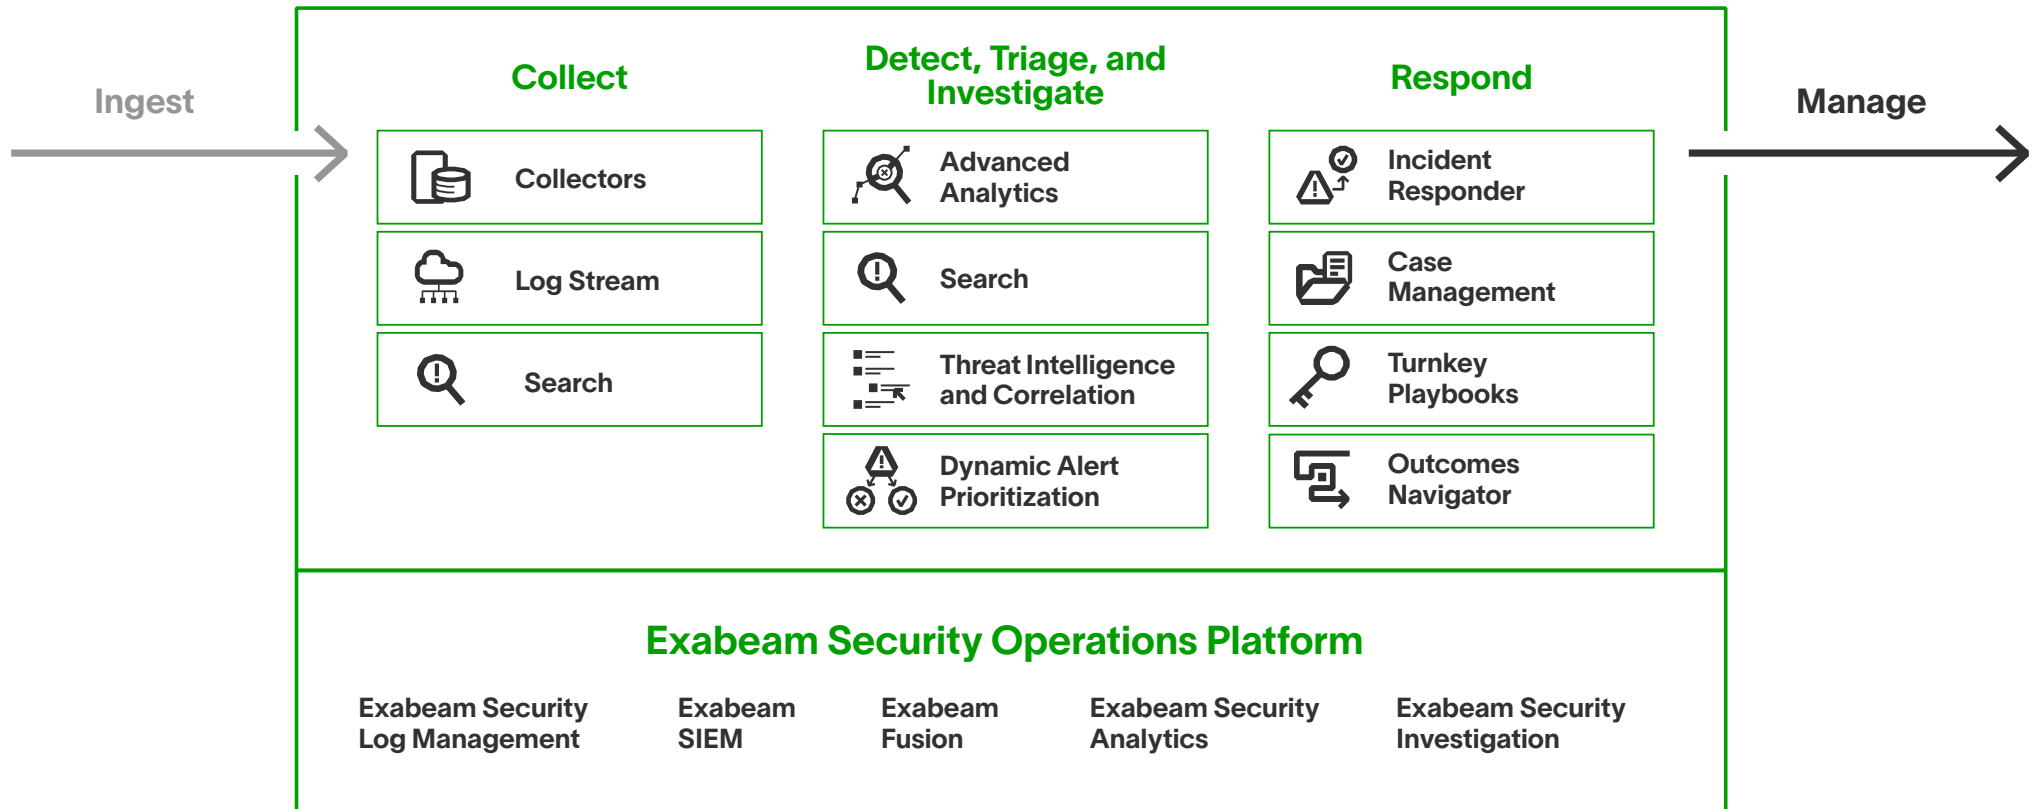 Ingest
Collect
Collectors
Log Stream
Search
Detect, Triage, and
Investigate
Advanced
Analytics
Search
Threat Intelligence
and Correlation
Dynamic Alert
Prioritization
Respond
Incident
Responder
Case
Management
Turnkey
Playbooks
Outcomes
Navigator
Manage
Exabeam Security Operations Platform
Exabeam Security
Log Management
Exabeam
SIEM
Exabeam
Fusion
Exabeam Security
Analytics
Exabeam Security
Investigation